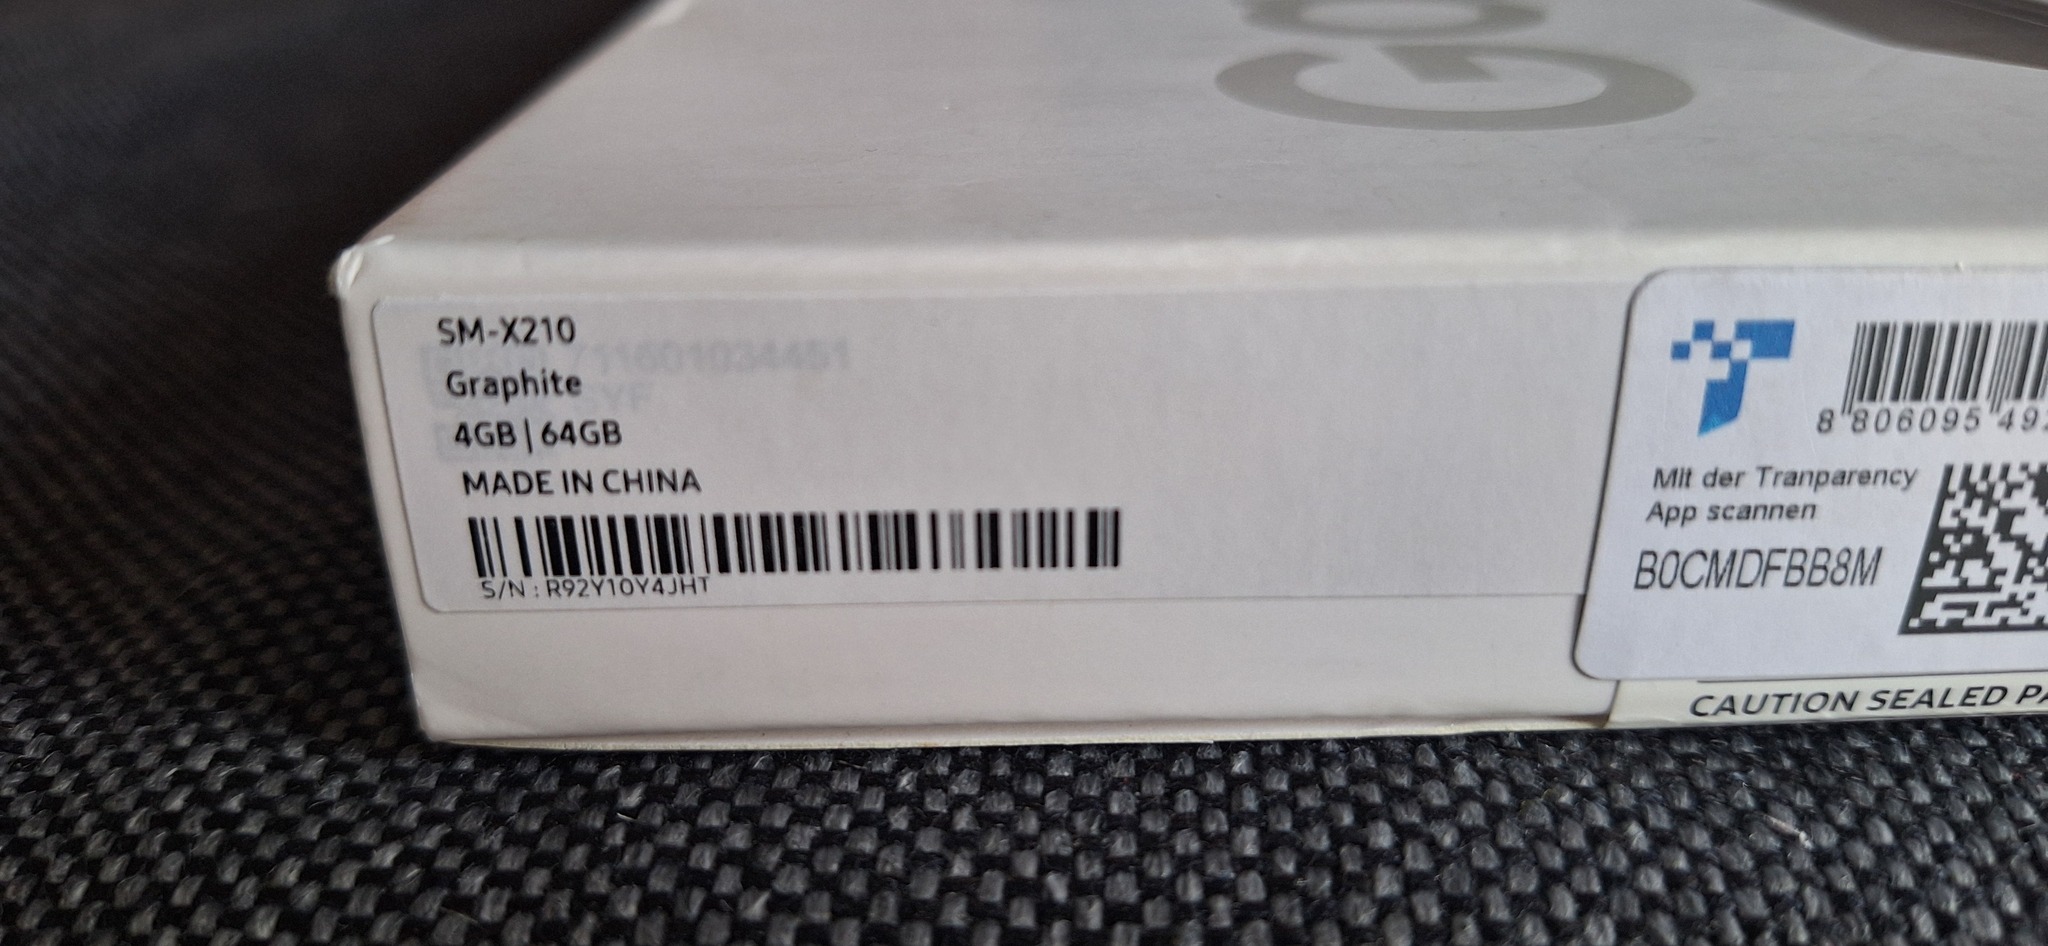 Ga
SM-X210
Graphite
4GB | 64GB
MADE IN CHINA
S/N : R92Y10Y4JHT
8 806095 49
Mit der Tranparency
App scannen
B0CMDFBB8M
CAUTION SEALED